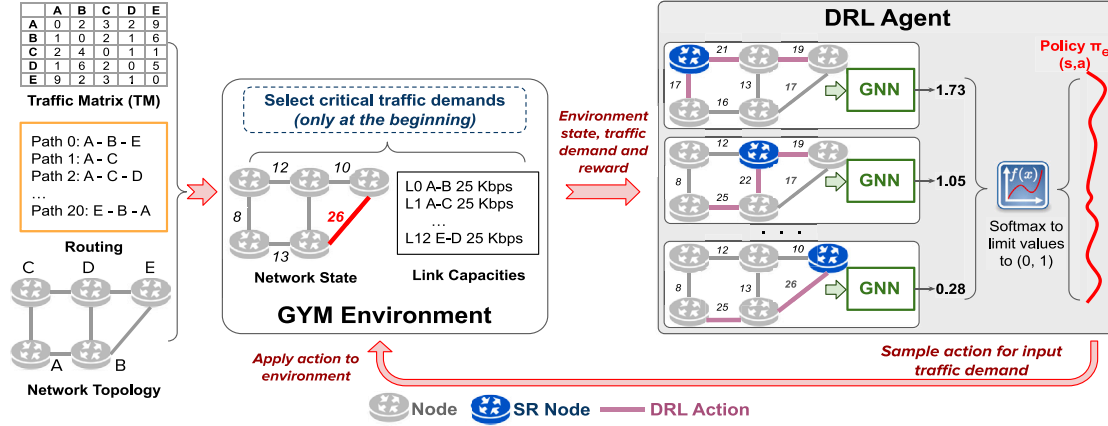 A B C D E
A 0 2 3 2 9
B 1 0 2 1 6
C 2 4 0 1 1
D 1 6 2 0 5
E 9 2 3 1 0
Traffic Matrix (TM)
Path 0: A - B - E
Path 1: A - C
Path 2: A - C - D
...
Path 20: E - B - A
Routing
C D E
A B
Network Topology
Select critical traffic demands
(only at the beginning)
12 10
8 26
13
Network State
L0 A-B 25 Kbps
L1 A-C 25 Kbps
...
L12 E-D 25 Kbps
Link Capacities
GYM Environment
Environment
state, traffic
demand and
reward
DRL Agent
21 19
17 13 17
16
GNN
1.73
12 19
8 22 17
25
GNN
1.05
. . .
12 10
8 13 26
25
GNN
0.28
f(x)
Softmax to
limit values
to (0, 1)
Policy π_e
(s,a)
Apply action to
environment
Sample action for input
traffic demand
Node SR Node DRL Action